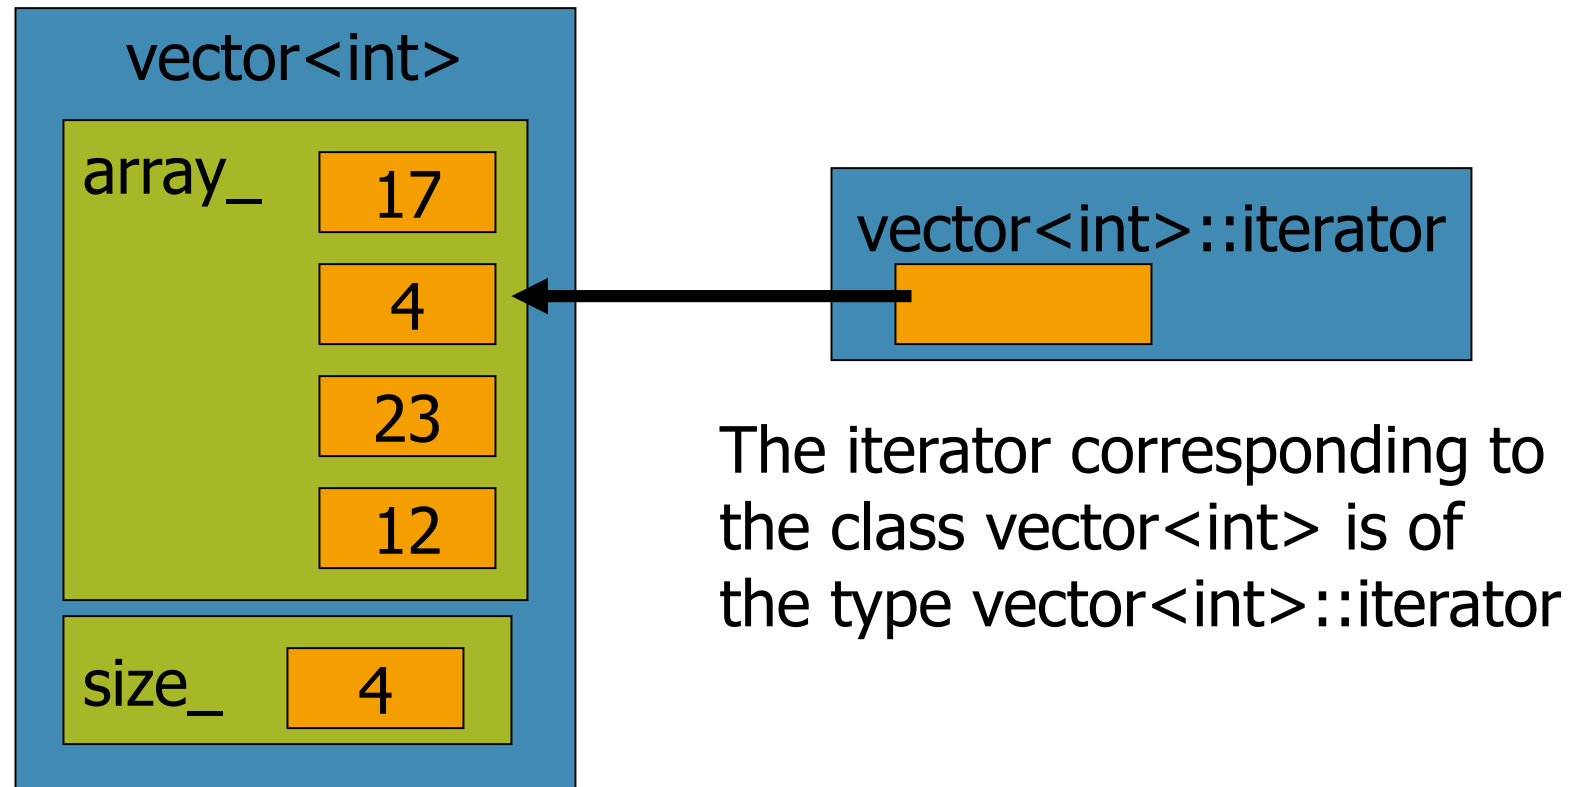 vector<int>
array_
17
4
23
12
size_
4
vector<int>::iterator
The iterator corresponding to
the class vector<int> is of
the type vector<int>::iterator